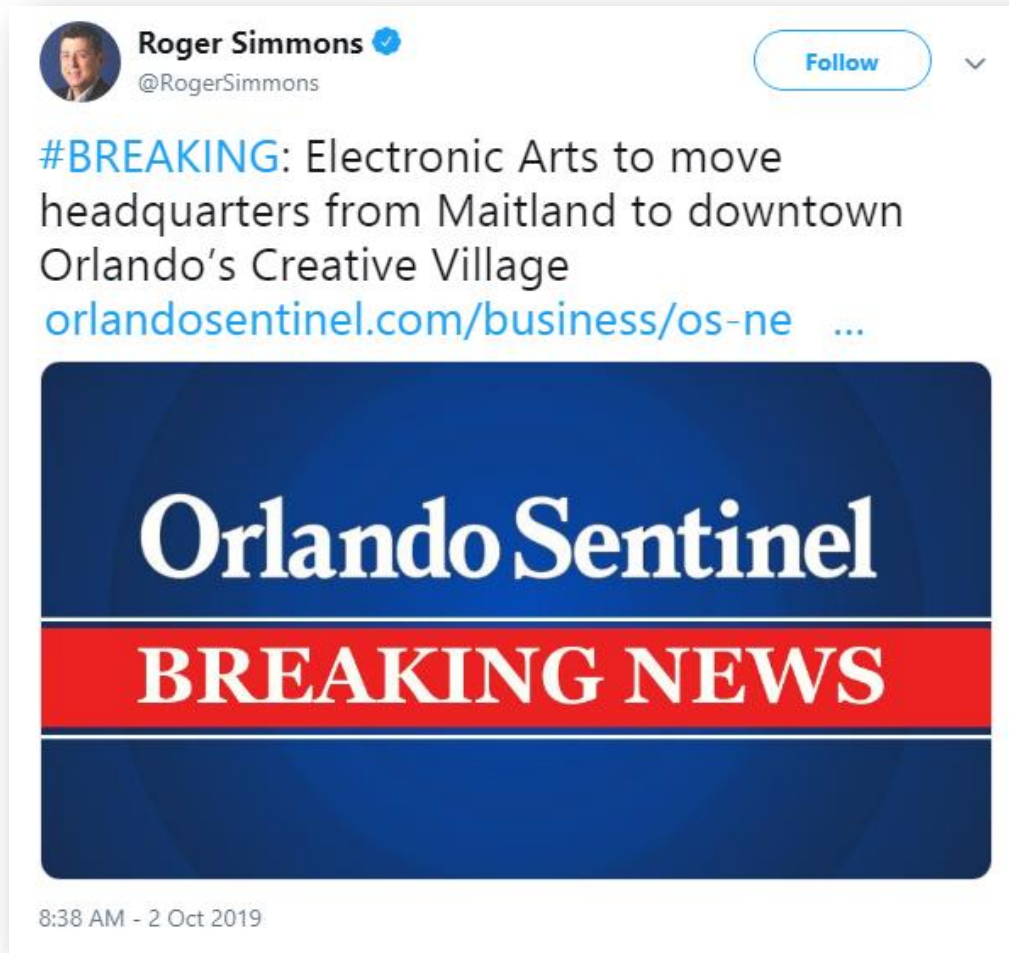 Roger Simmons
@RogerSimmons
Follow
#BREAKING: Electronic Arts to move
headquarters from Maitland to downtown
Orlando’s Creative Village
orlandosentinel.com/business/os-ne ...
Orlando Sentinel
BREAKING NEWS
8:38 AM - 2 Oct 2019